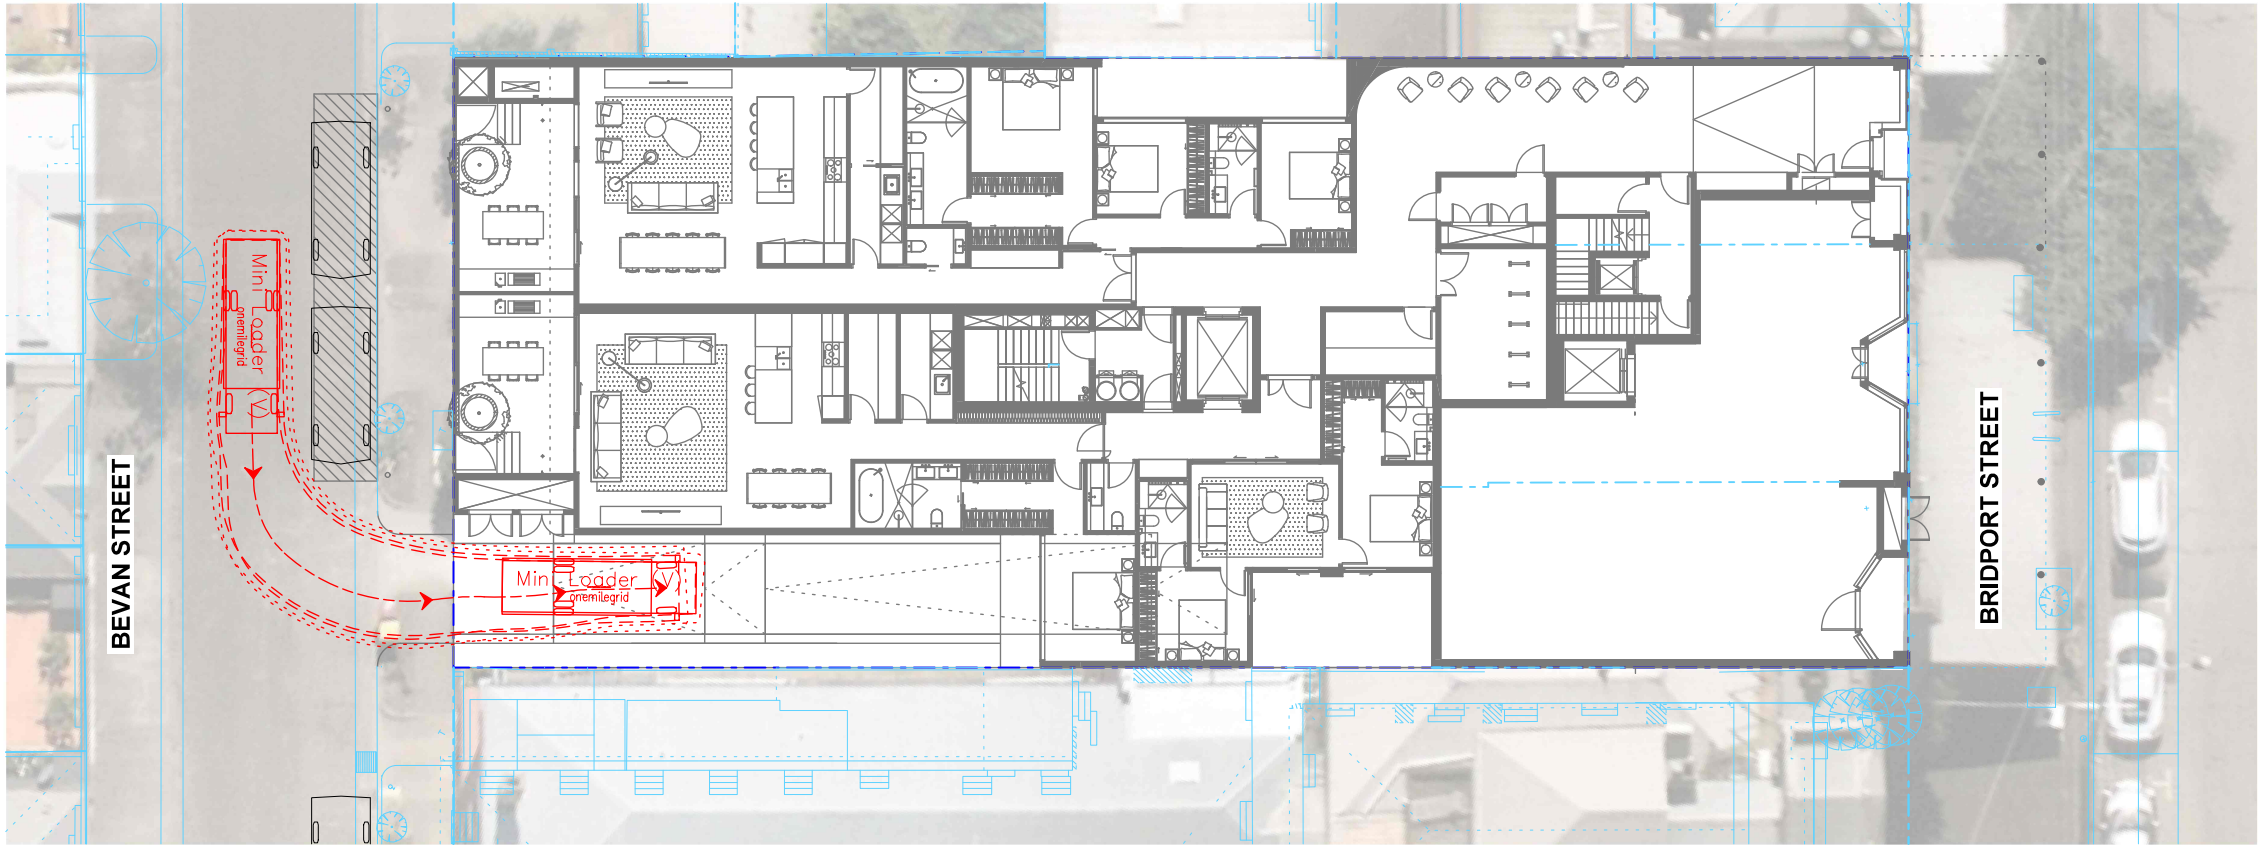 Mini Loader
onemilegrid
V
BEVAN STREET
Mini Loader
onemilegrid
V
BRIDPORT STREET